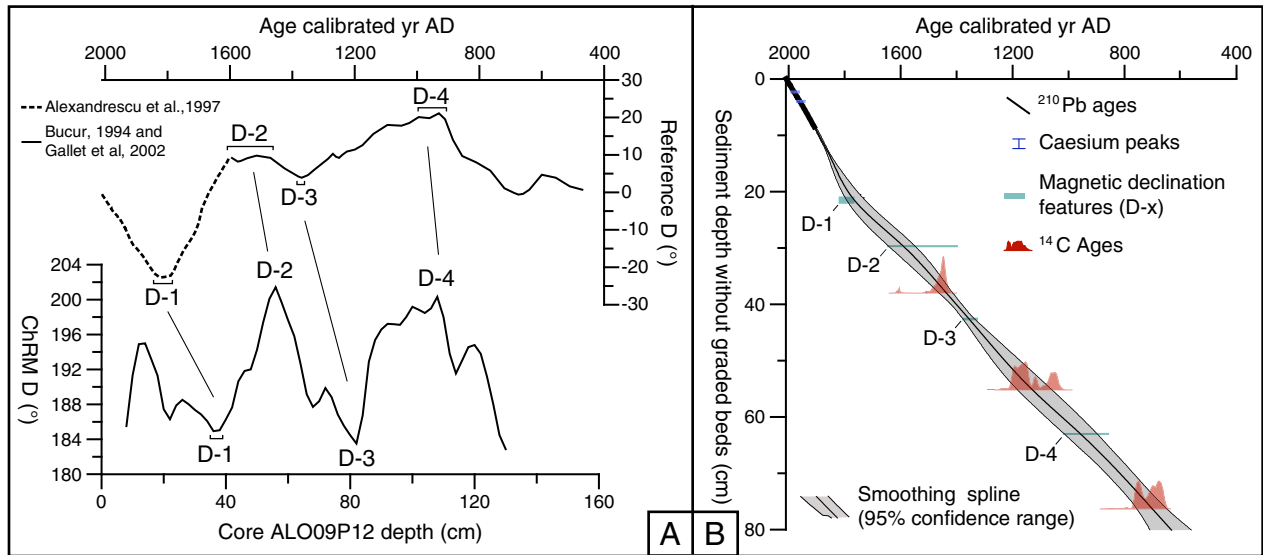 Age calibrated yr AD
2000 1600 1200 800 400
Alexandrescu et al.,1997
Bucur, 1994 and
Gallet et al, 2002
D-1
D-2
D-3
D-4
30
20
10
0
-10
-20
-30
Reference D (°)
204
200
196
192
188
184
180
ChRM D (°)
D-1
D-2
D-3
D-4
0 40 80 120 160
Core ALO09P12 depth (cm)
A
Age calibrated yr AD
2000 1600 1200 800 400
0
20
40
60
80
Sediment depth without graded beds (cm)
210Pb ages
Caesium peaks
Magnetic declination
features (D-x)
14C Ages
D-1
D-2
D-3
D-4
Smoothing spline
(95% confidence range)
B